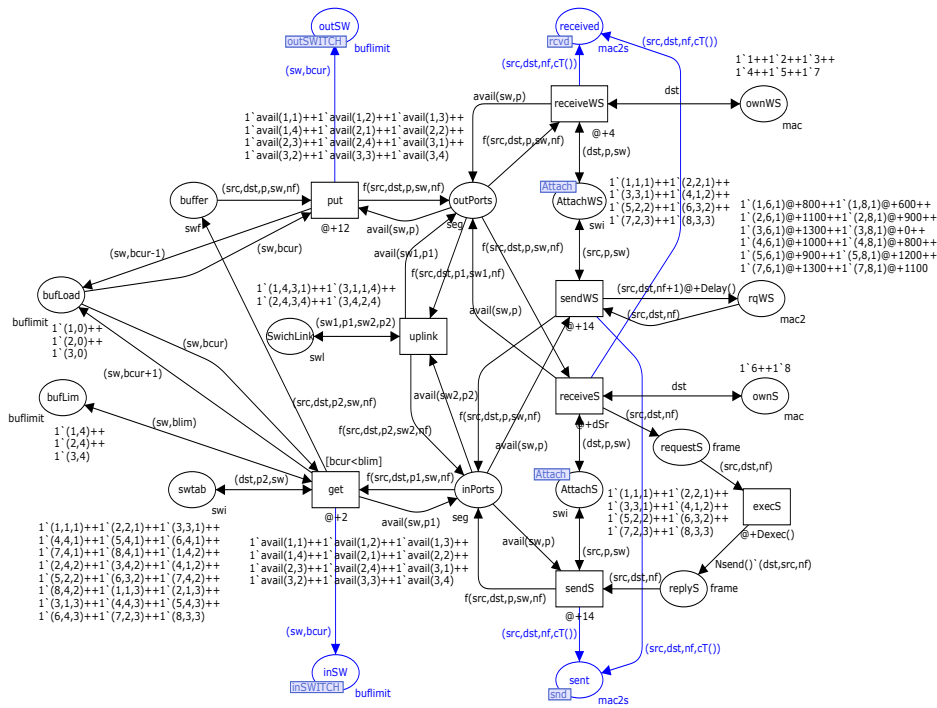 outSW
outSWITCH
buflimit
received
rcvd
mac2s
(sw,bcur)
(src,dst,nf,cT())
(src,dst,nf,cT())
1`1++1`2++1`3++
1`4++1`5++1`7
avail(sw,p)
receiveWS
dst
ownWS
mac
@+4
1`avail(1,1)++1`avail(1,2)++1`avail(1,3)++
1`avail(1,4)++1`avail(2,1)++1`avail(2,2)++
1`avail(2,3)++1`avail(2,4)++1`avail(3,1)++
1`avail(3,2)++1`avail(3,3)++1`avail(3,4)
f(src,dst,p,sw,nf)
(dst,p,sw)
Attach
AttachWS
swi
1`(1,1,1)++1`(2,2,1)++
1`(3,3,1)++1`(4,1,2)++
1`(5,2,2)++1`(6,3,2)++
1`(7,2,3)++1`(8,3,3)
buffer
swf
(src,dst,p,sw,nf)
put
@+12
f(src,dst,p,sw,nf)
outPorts
seg
avail(sw,p)
(sw,bcur-1)
(sw,bcur)
1`(1,6,1)@+800++1`(1,8,1)@+600++
1`(2,6,1)@+1100++1`(2,8,1)@+900++
1`(3,6,1)@+1300++1`(3,8,1)@+0++
1`(4,6,1)@+1000++1`(4,8,1)@+800++
1`(5,6,1)@+900++1`(5,8,1)@+1200++
1`(7,6,1)@+1300++1`(7,8,1)@+1100
avail(sw1,p1)
f(src,dst,p1,sw1,nf)
f(src,dst,p,sw,nf)
(src,p,sw)
bufLoad
buflimit
1`(1,0)++
1`(2,0)++
1`(3,0)
1`(1,4,3,1)++1`(3,1,1,4)++
1`(2,4,3,4)++1`(3,4,2,4)
SwichLink
swl
(sw1,p1,sw2,p2)
uplink
avail(sw,p)
sendWS
@+14
(src,dst,nf+1)@+Delay()
(src,dst,nf)
rqWS
mac2
(sw,bcur)
(sw,bcur+1)
avail(sw2,p2)
bufLim
buflimit
1`(1,4)++
1`(2,4)++
1`(3,4)
(sw,blim)
(src,dst,p2,sw,nf)
f(src,dst,p2,sw2,nf)
f(src,dst,p,sw,nf)
avail(sw,p)
receiveS
@+dSr
dst
1`6++1`8
ownS
mac
(src,dst,nf)
requestS
frame
(dst,p,sw)
(src,dst,nf)
[bcur<blim]
swtab
swi
(dst,p2,sw)
get
@+2
f(src,dst,p1,sw,nf)
avail(sw,p1)
inPorts
seg
Attach
AttachS
swi
1`(1,1,1)++1`(2,2,1)++
1`(3,3,1)++1`(4,1,2)++
1`(5,2,2)++1`(6,3,2)++
1`(7,2,3)++1`(8,3,3)
execS
@+Dexec()
1`(1,1,1)++1`(2,2,1)++1`(3,3,1)++
1`(4,4,1)++1`(5,4,1)++1`(6,4,1)++
1`(7,4,1)++1`(8,4,1)++1`(1,4,2)++
1`(2,4,2)++1`(3,4,2)++1`(4,1,2)++
1`(5,2,2)++1`(6,3,2)++1`(7,4,2)++
1`(8,4,2)++1`(1,1,3)++1`(2,1,3)++
1`(3,1,3)++1`(4,4,3)++1`(5,4,3)++
1`(6,4,3)++1`(7,2,3)++1`(8,3,3)
1`avail(1,1)++1`avail(1,2)++1`avail(1,3)++
1`avail(1,4)++1`avail(2,1)++1`avail(2,2)++
1`avail(2,3)++1`avail(2,4)++1`avail(3,1)++
1`avail(3,2)++1`avail(3,3)++1`avail(3,4)
avail(sw,p)
(src,p,sw)
Nsend()`(dst,src,nf)
f(src,dst,p,sw,nf)
sendS
@+14
(src,dst,nf)
replyS
frame
(sw,bcur)
(src,dst,nf,cT())
(src,dst,nf,cT())
inSW
inSWITCH
buflimit
sent
snd
mac2s